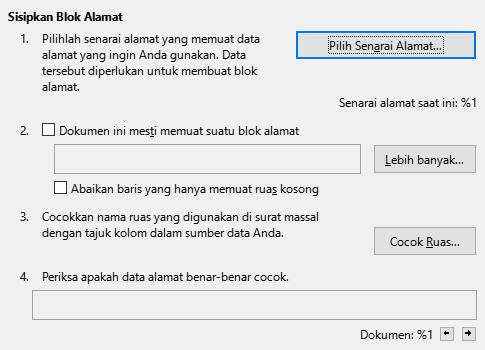 Sisipkan Blok Alamat
1. Pilihlah senarai alamat yang memuat data
alamat yang ingin Anda gunakan. Data
tersebut diperlukan untuk membuat blok
alamat.
Pilih Senarai Alamat...
Senarai alamat saat ini: %1
2. Dokumen ini mesti memuat suatu blok alamat
Lebih banyak...
Abaikan baris yang hanya memuat ruas kosong
3. Cocokkan nama ruas yang digunakan di surat massal
dengan tajuk kolom dalam sumber data Anda.
Cocok Ruas...
4. Periksa apakah data alamat benar-benar cocok.
Dokumen: %1